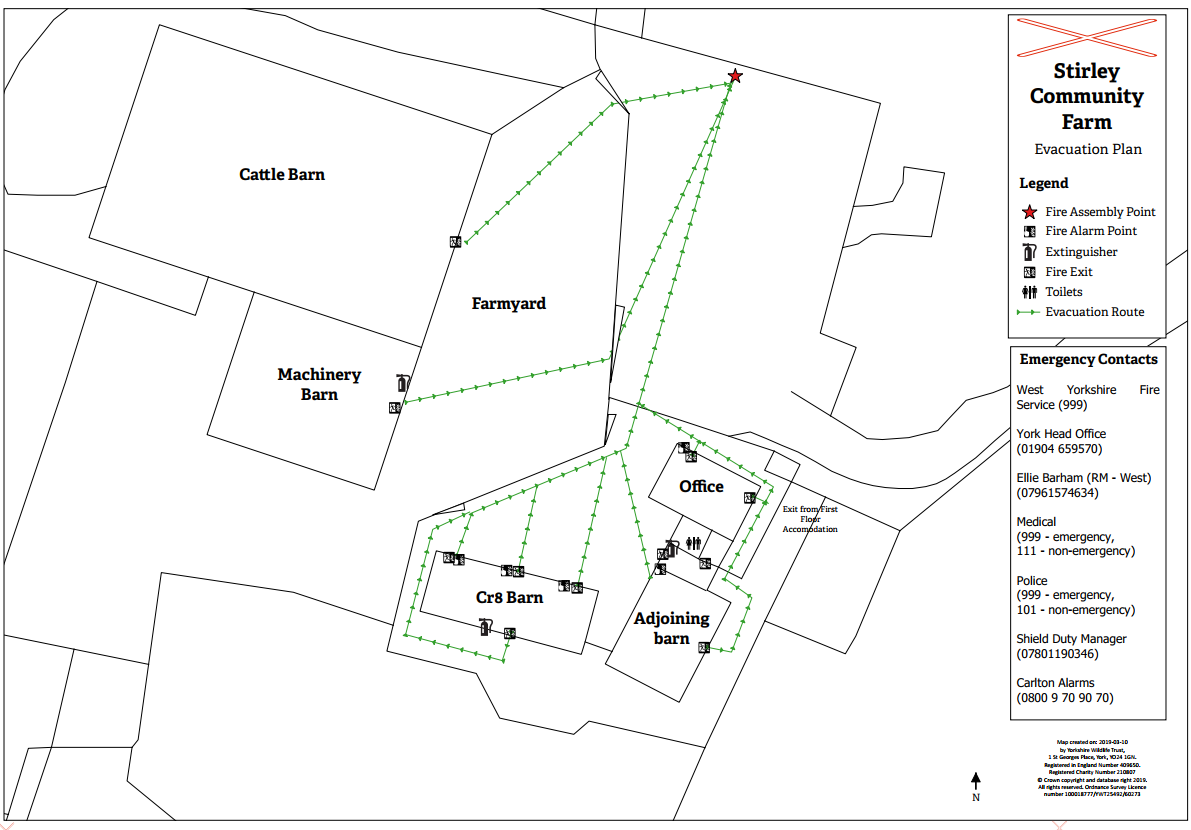 Cattle Barn
Farmyard
Machinery
Barn
Office
Exit from First
Floor
Accomodation
Cr8 Barn
Adjoining
barn
Stirley
Community
Farm
Evacuation Plan
Legend
Fire Assembly Point
Fire Alarm Point
Extinguisher
Fire Exit
Toilets
Evacuation Route
Emergency Contacts
West Yorkshire Fire
Service (999)
York Head Office
(01904 659570)
Ellie Barham (RM - West)
(07961574634)
Medical
(999 - emergency,
111 - non-emergency)
Police
(999 - emergency,
101 - non-emergency)
Shield Duty Manager
(07801190346)
Carlton Alarms
(0800 9 70 90 70)
Map created on: 2019-03-10
by Yorkshire Wildlife Trust,
1 St Georges Place, York, YO24 1GN.
Registered in England Number 409650.
Registered Charity Number 210807
© Crown copyright and database right 2019.
All rights reserved. Ordnance Survey Licence
number 100018777/YWT25492/60273
N